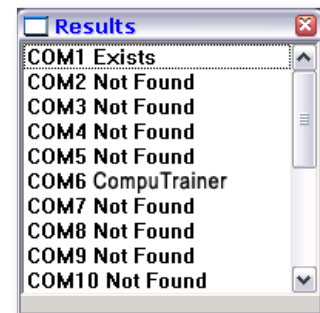 Results
COM1 Exists
COM2 Not Found
COM3 Not Found
COM4 Not Found
COM5 Not Found
COM6 CompuTrainer
COM7 Not Found
COM8 Not Found
COM9 Not Found
COM10 Not Found